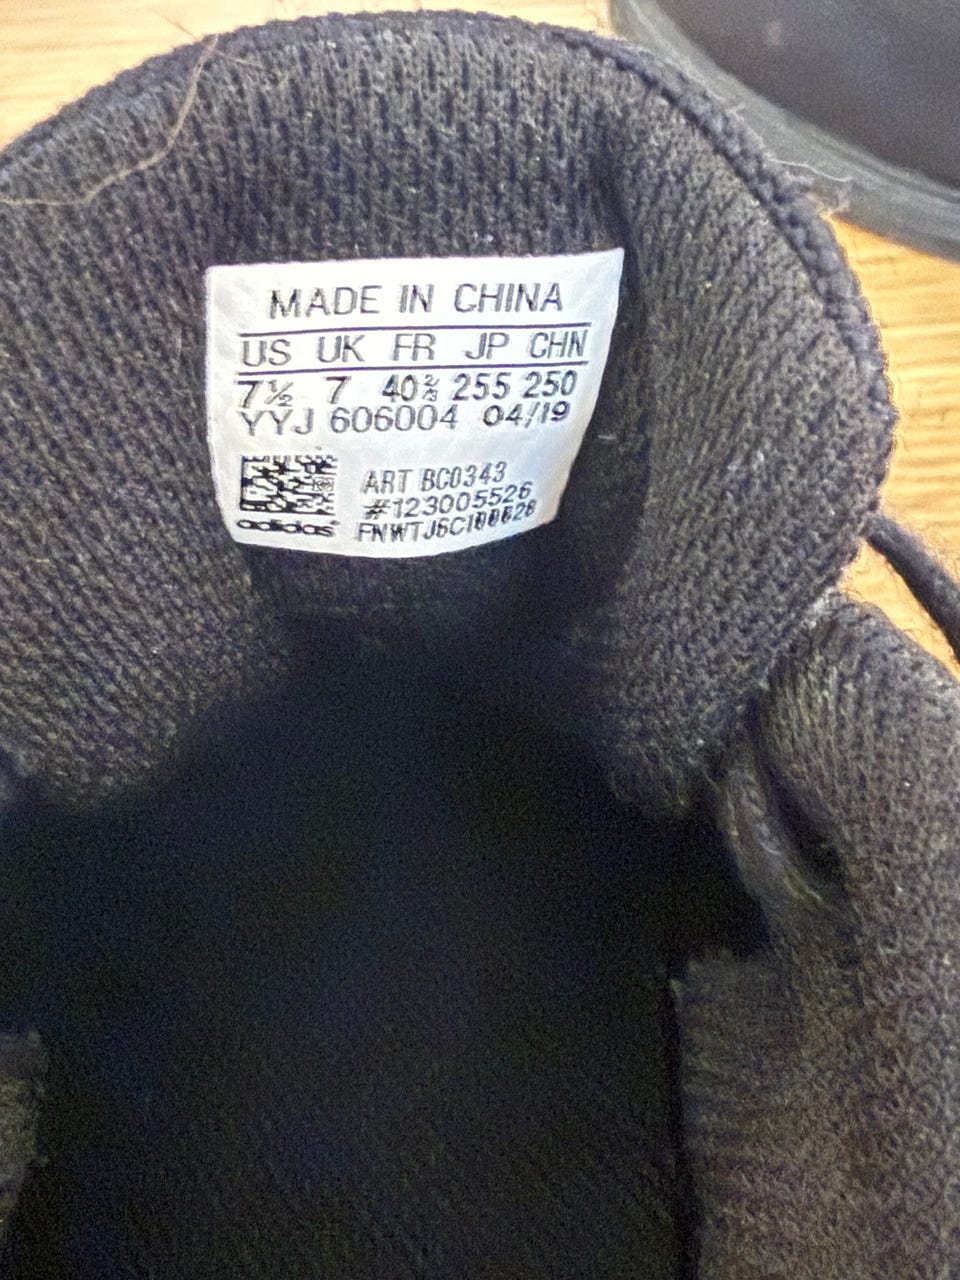 MADE IN CHINA
US UK FR JP CHN
7½ 7 40⅔ 255 250
YYJ 606004 04/19
ART BC0343
#123005526
adidas